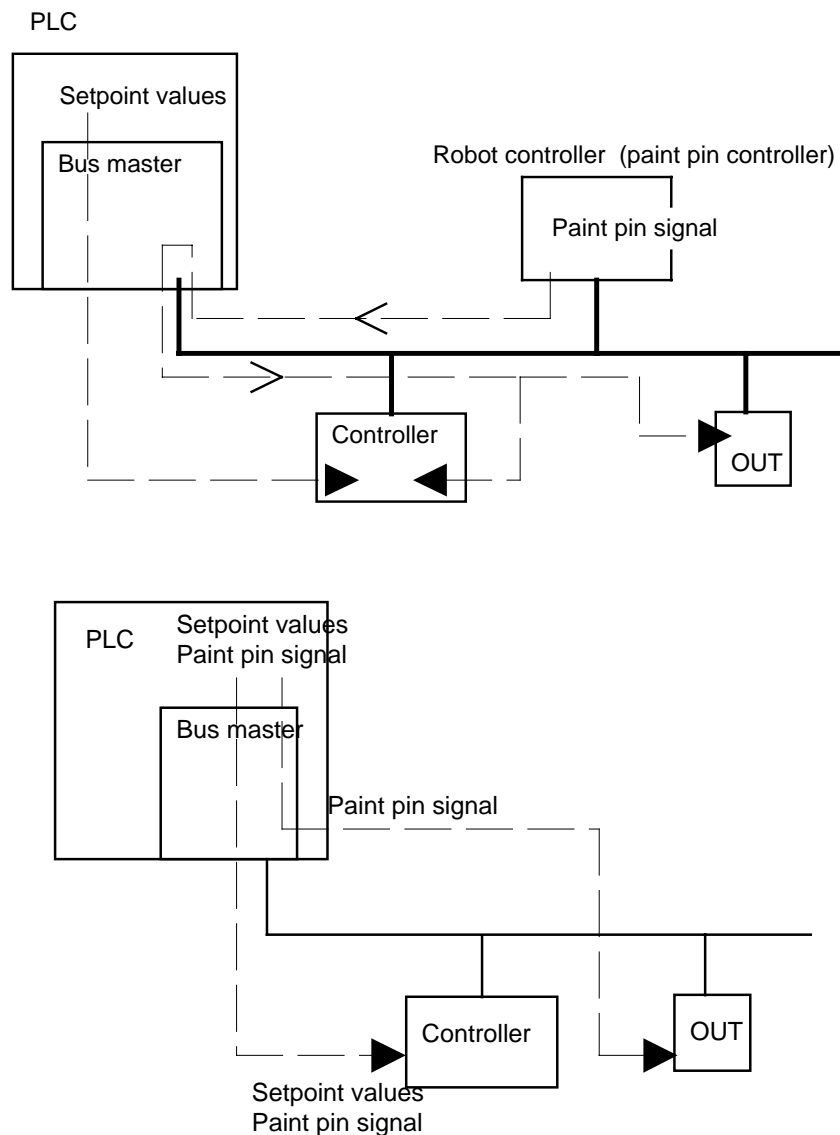 PLC
Setpoint values
Bus master
Robot controller (paint pin controller)
Paint pin signal
Controller
OUT
PLC
Setpoint values
Paint pin signal
Bus master
Paint pin signal
Controller
OUT
Setpoint values
Paint pin signal